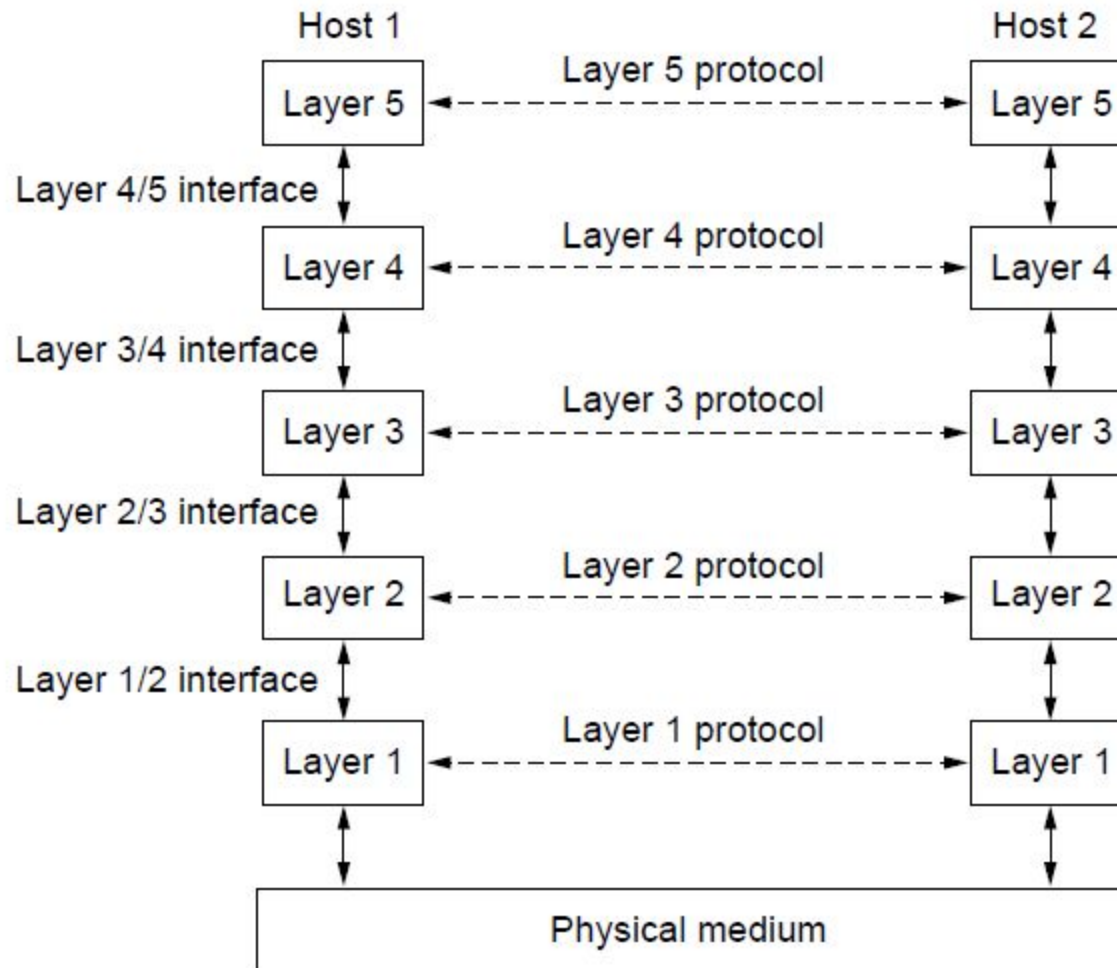 Host 1
Host 2
Layer 5 protocol
Layer 5
Layer 5
Layer 4/5 interface
Layer 4 protocol
Layer 4
Layer 4
Layer 3/4 interface
Layer 3 protocol
Layer 3
Layer 3
Layer 2/3 interface
Layer 2 protocol
Layer 2
Layer 2
Layer 1/2 interface
Layer 1 protocol
Layer 1
Layer 1
Physical medium